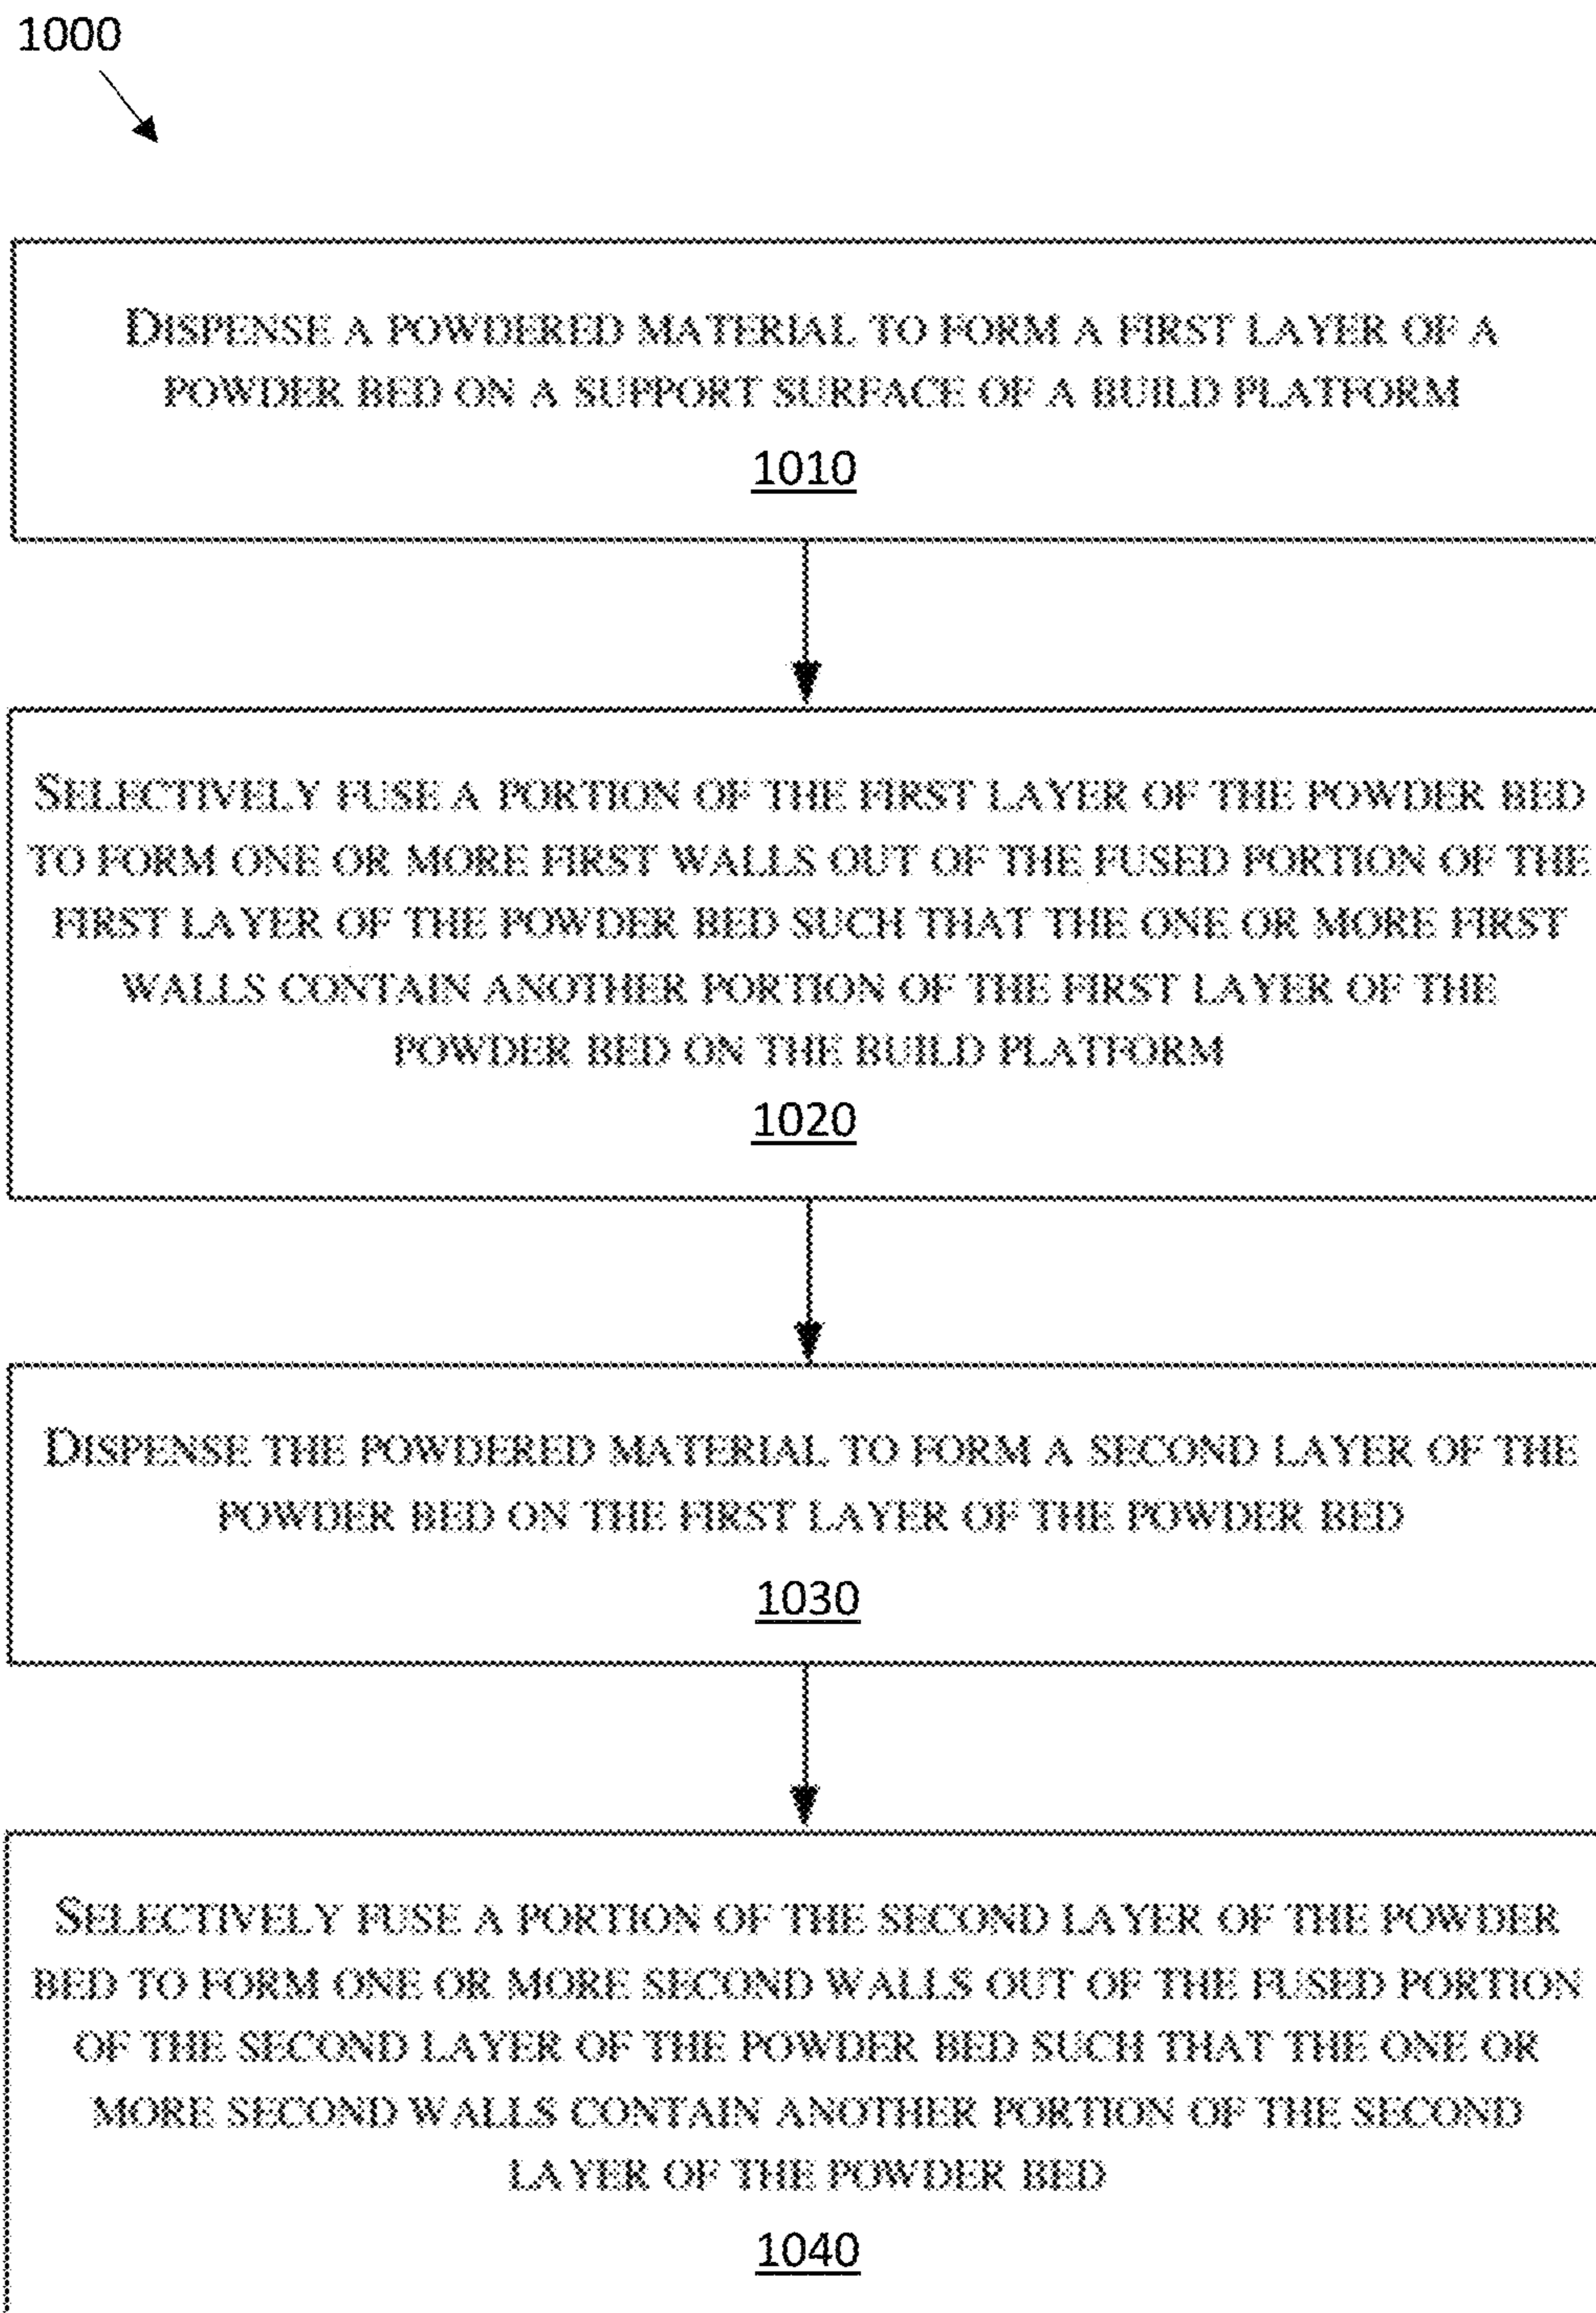 1000
DISPENSE A POWDERED MATERIAL TO FORM A FIRST LAYER OF A
POWDER BED ON A SUPPORT SURFACE OF A BUILD PLATFORM
1010
SELECTIVELY FUSE A PORTION OF THE FIRST LAYER OF THE POWDER BED
TO FORM ONE OR MORE FIRST WALLS OUT OF THE FUSED PORTION OF THE
FIRST LAYER OF THE POWDER BED SUCH THAT THE ONE OR MORE FIRST
WALLS CONTAIN ANOTHER PORTION OF THE FIRST LAYER OF THE
POWDER BED ON THE BUILD PLATFORM
1020
DISPENSE THE POWDERED MATERIAL TO FORM A SECOND LAYER OF THE
POWDER BED ON THE FIRST LAYER OF THE POWDER BED
1030
SELECTIVELY FUSE A PORTION OF THE SECOND LAYER OF THE POWDER
BED TO FORM ONE OR MORE SECOND WALLS OUT OF THE FUSED PORTION
OF THE SECOND LAYER OF THE POWDER BED SUCH THAT THE ONE OR
MORE SECOND WALLS CONTAIN ANOTHER PORTION OF THE SECOND
LAYER OF THE POWDER BED
1040